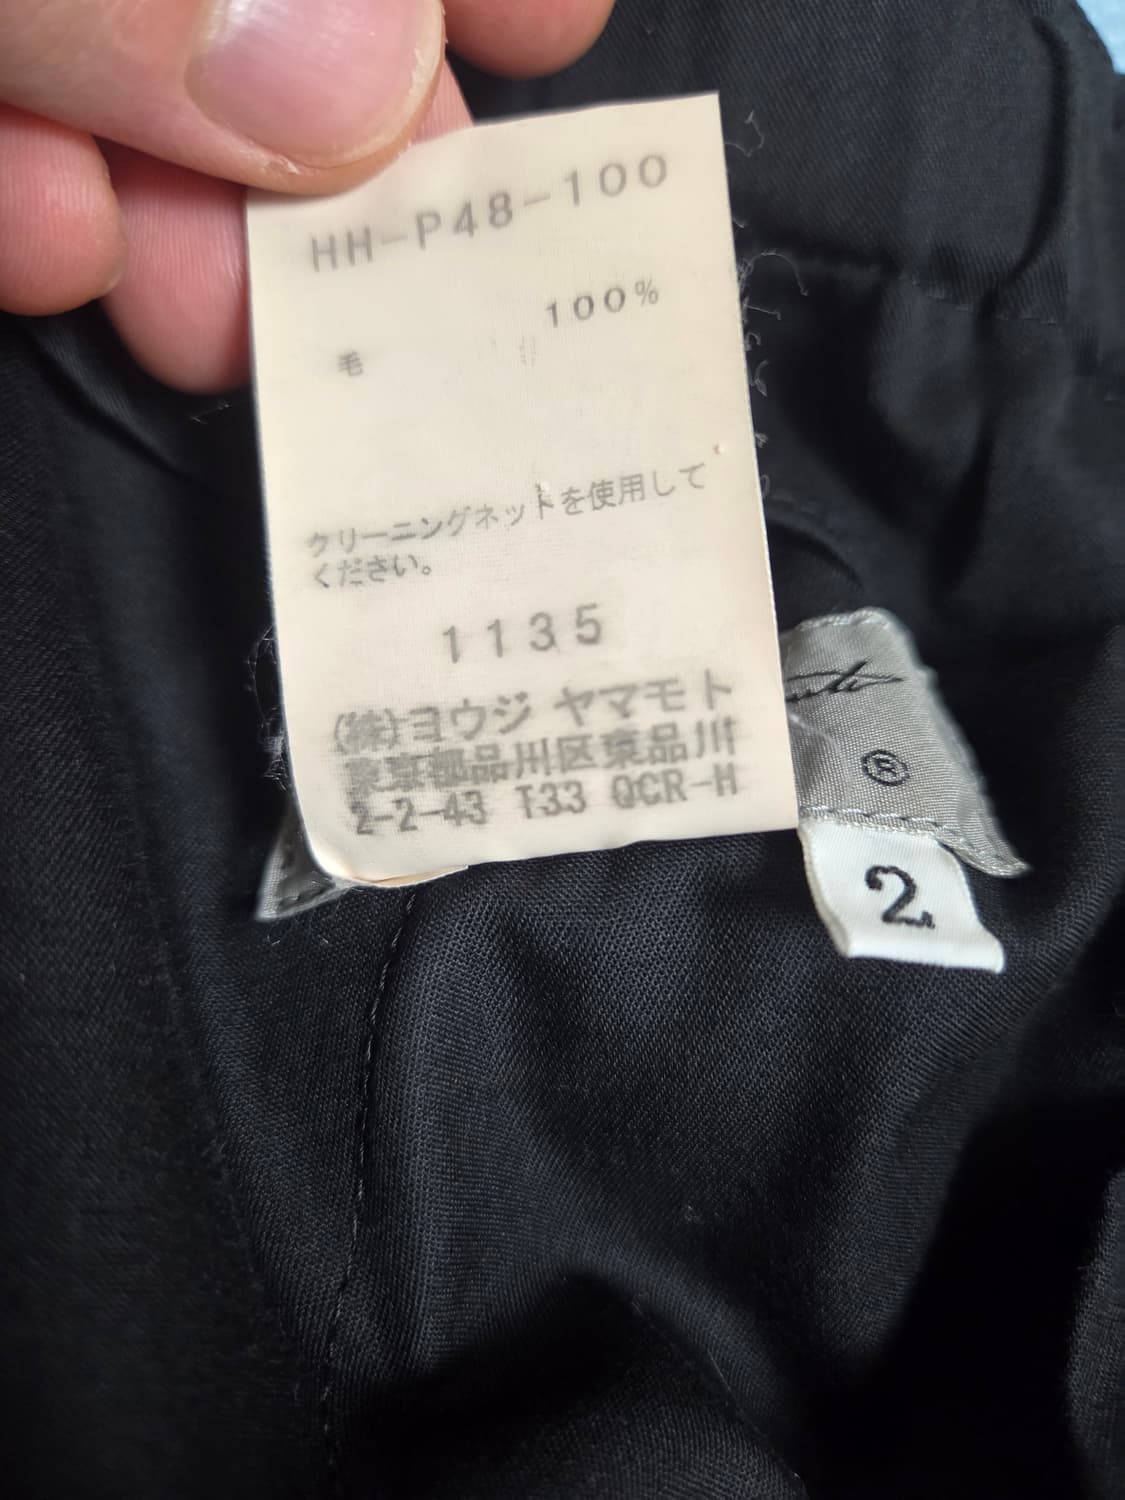 HH-P48-100
100%
毛
クリーニングネットを使用して
ください。
1135
(株)ヨウジ ヤマモト
東京都品川区東品川
2-2-43 T33 QCR-H
®
2